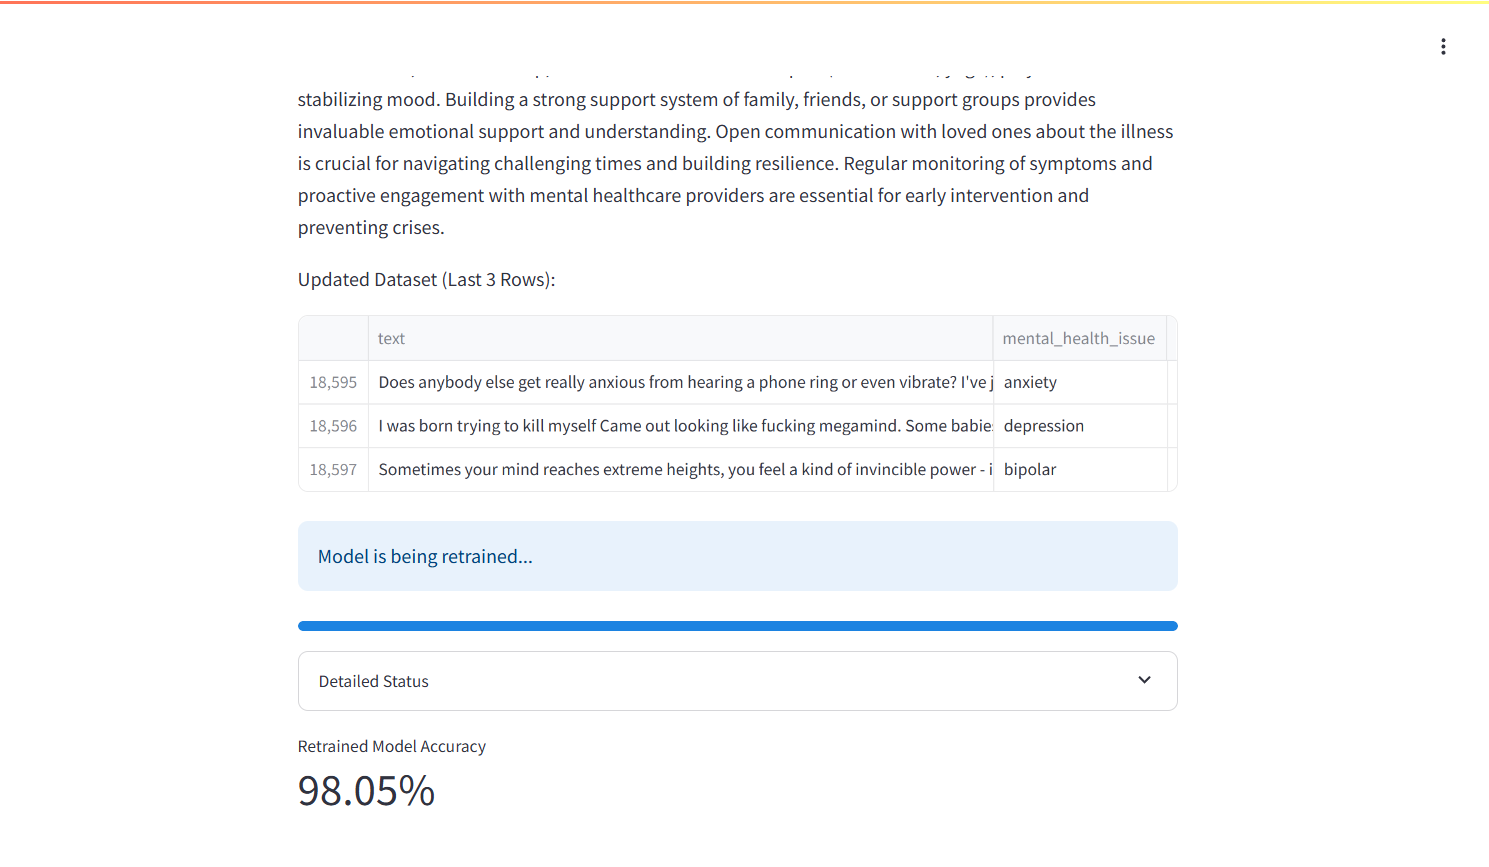 stabilizing mood. Building a strong support system of family, friends, or support groups provides
invaluable emotional support and understanding. Open communication with loved ones about the illness
is crucial for navigating challenging times and building resilience. Regular monitoring of symptoms and
proactive engagement with mental healthcare providers are essential for early intervention and
preventing crises.
Updated Dataset (Last 3 Rows):
text mental_health_issue
18,595 Does anybody else get really anxious from hearing a phone ring or even vibrate? I've j anxiety
18,596 I was born trying to kill myself Came out looking like fucking megamind. Some babies depression
18,597 Sometimes your mind reaches extreme heights, you feel a kind of invincible power - i bipolar
Model is being retrained...
Detailed Status
Retrained Model Accuracy
98.05%